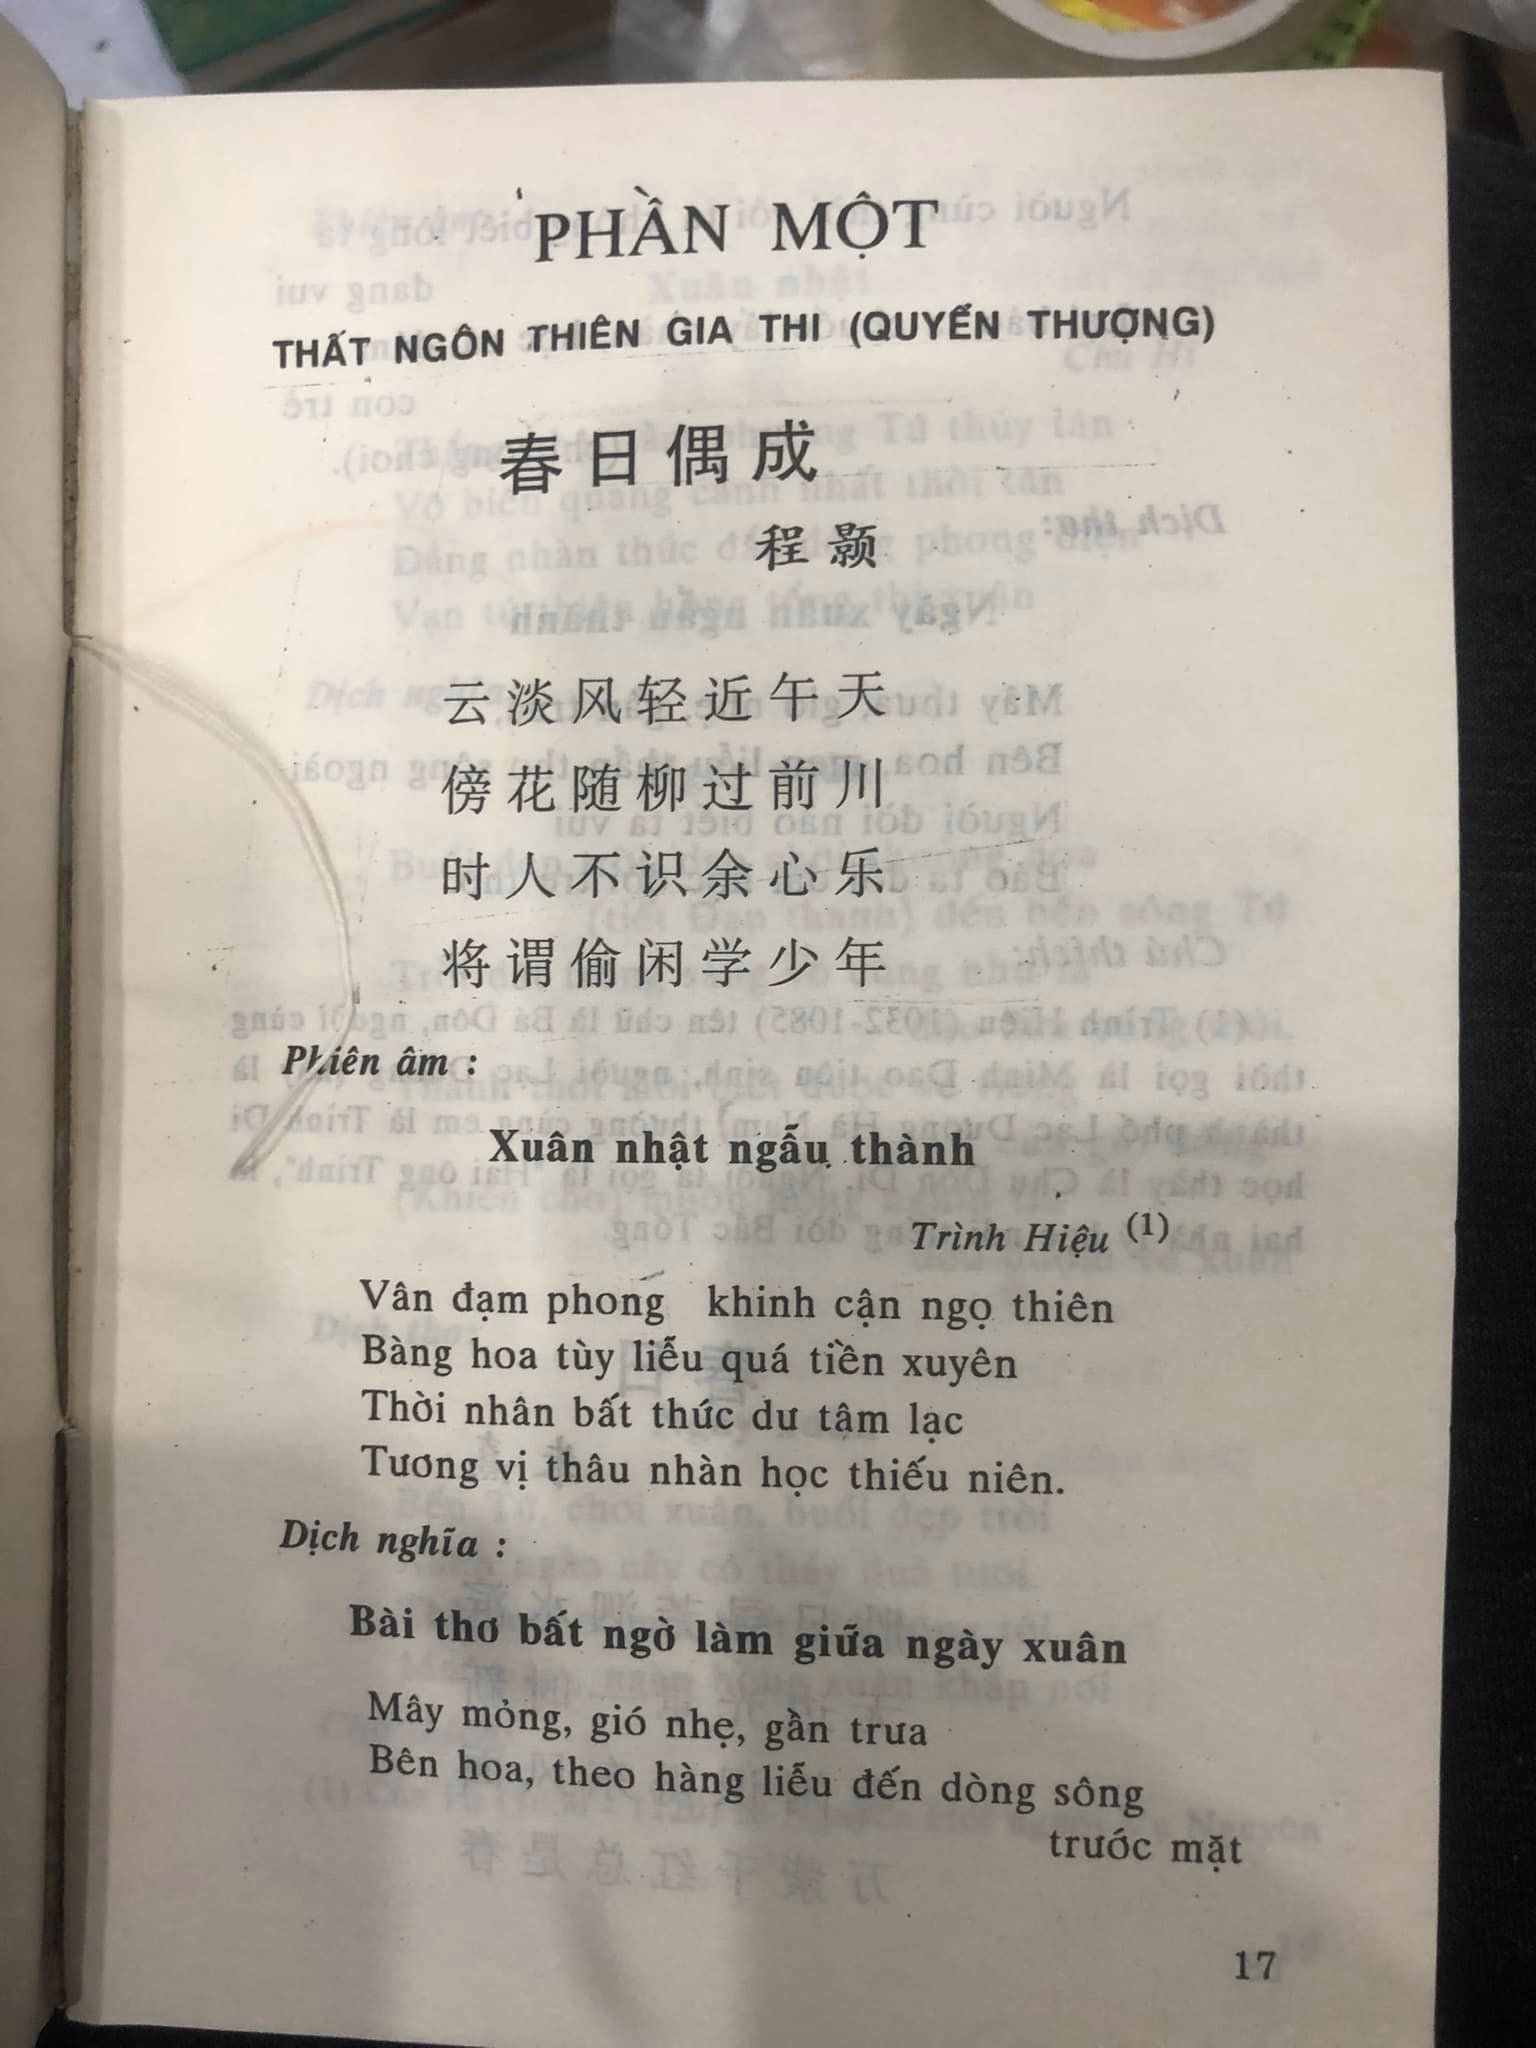 PHẦN MỘT
THẤT NGÔN THIÊN GIA THI (QUYỂN THƯỢNG)
春日偶成
程颢
云淡风轻近午天
傍花随柳过前川
时人不识余心乐
将谓偷闲学少年
Phiên âm :
Xuân nhật ngẫu thành
Trình Hiệu (1)
Vân đạm phong khinh cận ngọ thiên
Bàng hoa tùy liễu quá tiền xuyên
Thời nhân bất thức dư tâm lạc
Tương vị thâu nhàn học thiếu niên.
Dịch nghĩa :
Bài thơ bất ngờ làm giữa ngày xuân
Mây mỏng, gió nhẹ, gần trưa
Bên hoa, theo hàng liễu đến dòng sông
trước mặt
17